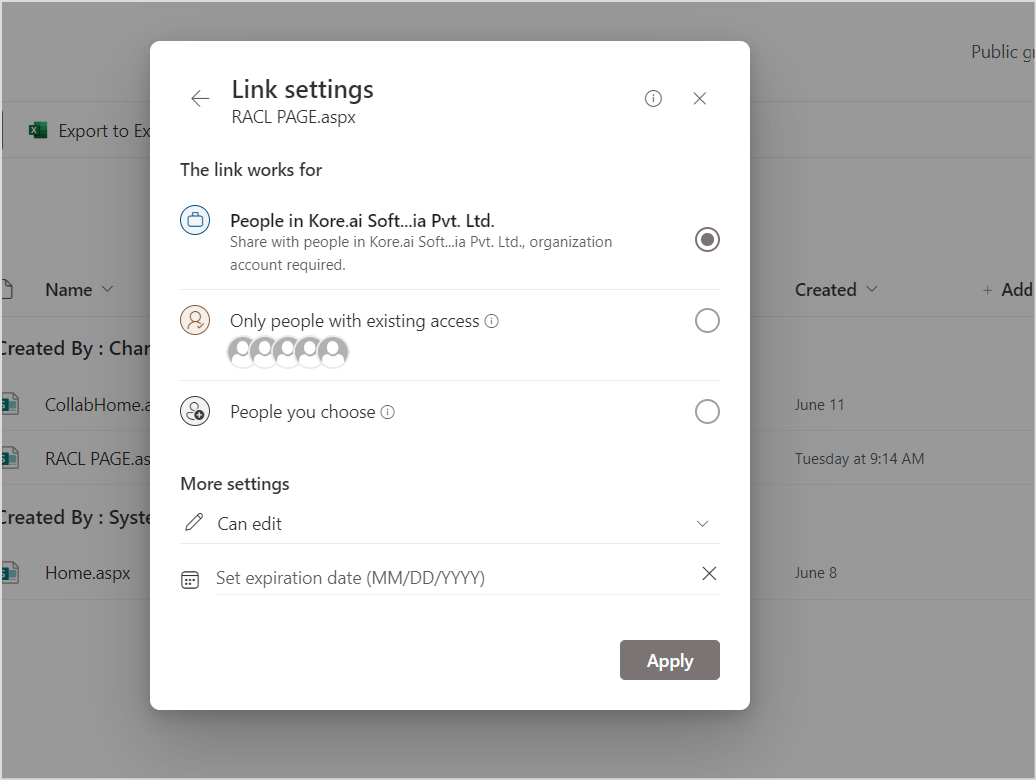 Public gr
Export to Ex
Name
Created
+ Add
Created By : Char
CollabHome.a
June 11
RACL PAGE.as
Tuesday at 9:14 AM
Created By : Syste
Home.aspx
June 8
Link settings
RACL PAGE.aspx
The link works for
People in Kore.ai Soft...ia Pvt. Ltd.
Share with people in Kore.ai Soft...ia Pvt. Ltd., organization
account required.
Only people with existing access
People you choose
More settings
Can edit
Set expiration date (MM/DD/YYYY)
Apply